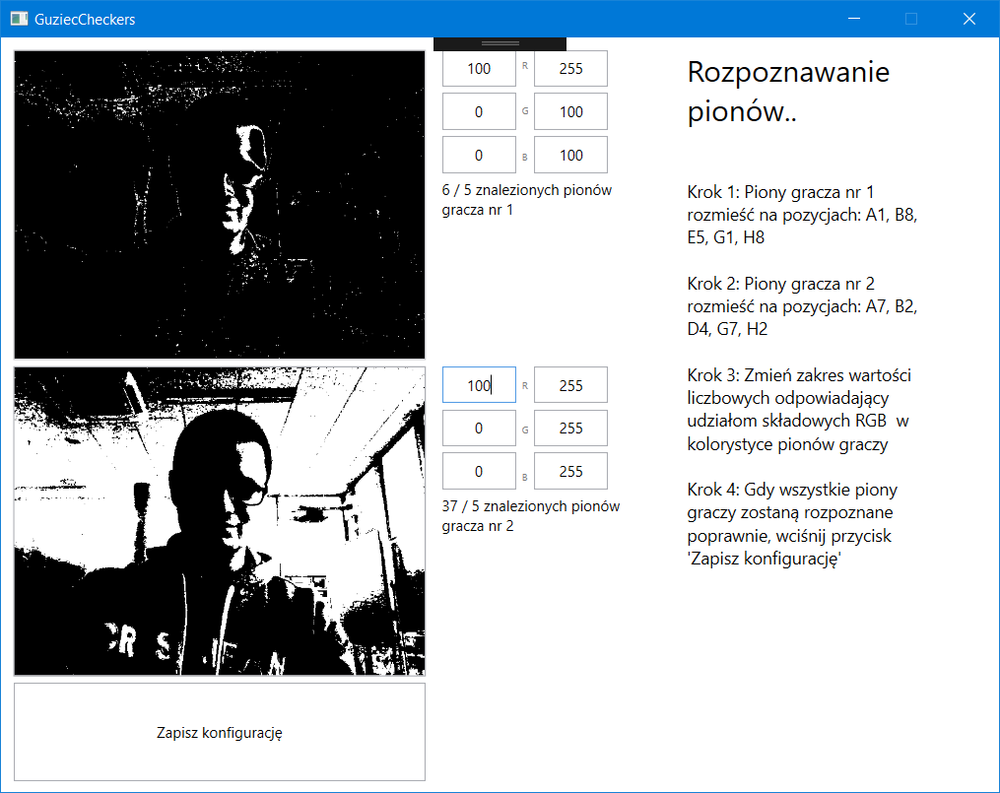 GuziecCheckers
100 R 255
0 G 100
0 B 100
6 / 5 znalezionych pionów
gracza nr 1
100 R 255
0 G 255
0 B 255
37 / 5 znalezionych pionów
gracza nr 2
Zapisz konfigurację
Rozpoznawanie
pionów..
Krok 1: Piony gracza nr 1
rozmieść na pozycjach: A1, B8,
E5, G1, H8
Krok 2: Piony gracza nr 2
rozmieść na pozycjach: A7, B2,
D4, G7, H2
Krok 3: Zmień zakres wartości
liczbowych odpowiadający
udziałom składowych RGB  w
kolorystyce pionów graczy
Krok 4: Gdy wszystkie piony
graczy zostaną rozpoznane
poprawnie, wciśnij przycisk
'Zapisz konfigurację'